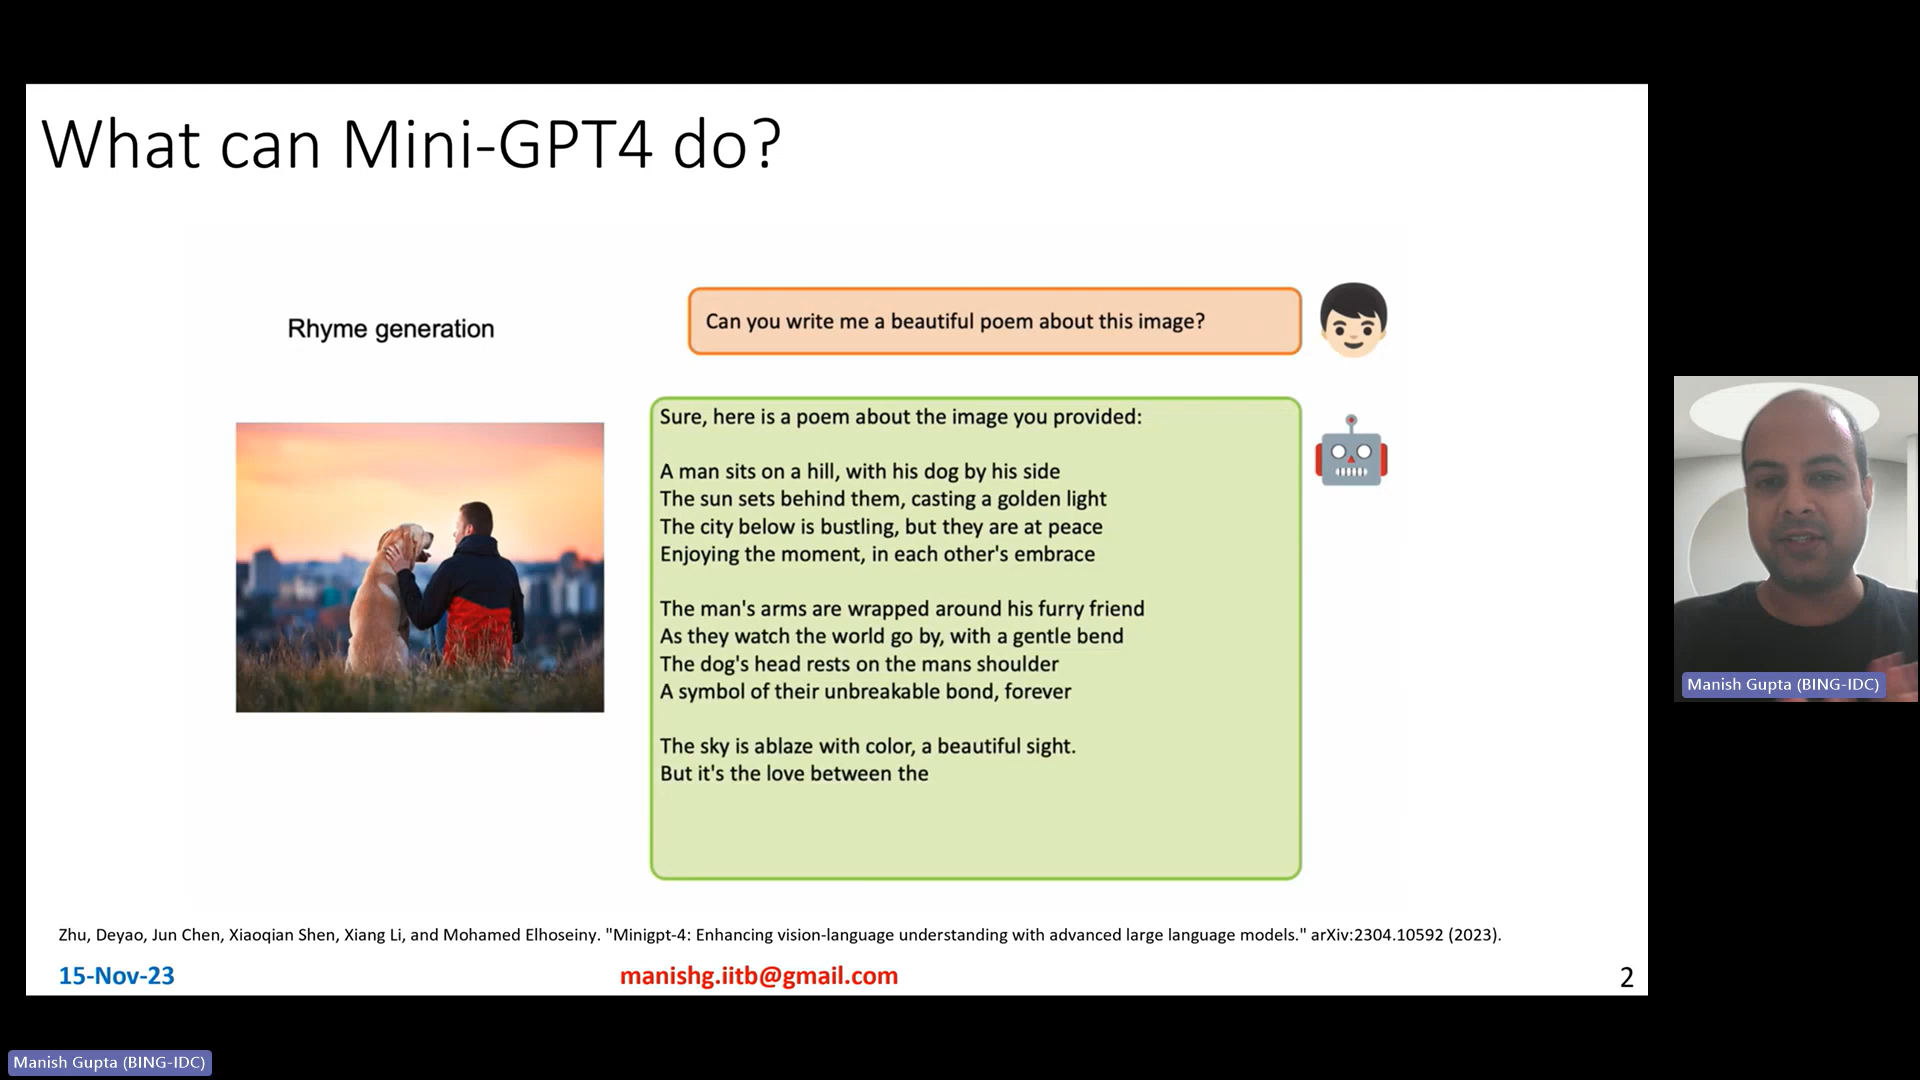 What can Mini-GPT4 do?
Rhyme generation
Can you write me a beautiful poem about this image?
Sure, here is a poem about the image you provided:
A man sits on a hill, with his dog by his side
The sun sets behind them, casting a golden light
The city below is bustling, but they are at peace
Enjoying the moment, in each other's embrace
The man's arms are wrapped around his furry friend
As they watch the world go by, with a gentle bend
The dog's head rests on the mans shoulder
A symbol of their unbreakable bond, forever
The sky is ablaze with color, a beautiful sight.
But it's the love between the
Zhu, Deyao, Jun Chen, Xiaoqian Shen, Xiang Li, and Mohamed Elhoseiny. "Minigpt-4: Enhancing vision-language understanding with advanced large language models." arXiv:2304.10592 (2023).
15-Nov-23
manishg.iitb@gmail.com
2
Manish Gupta (BING-IDC)
Manish Gupta (BING-IDC)